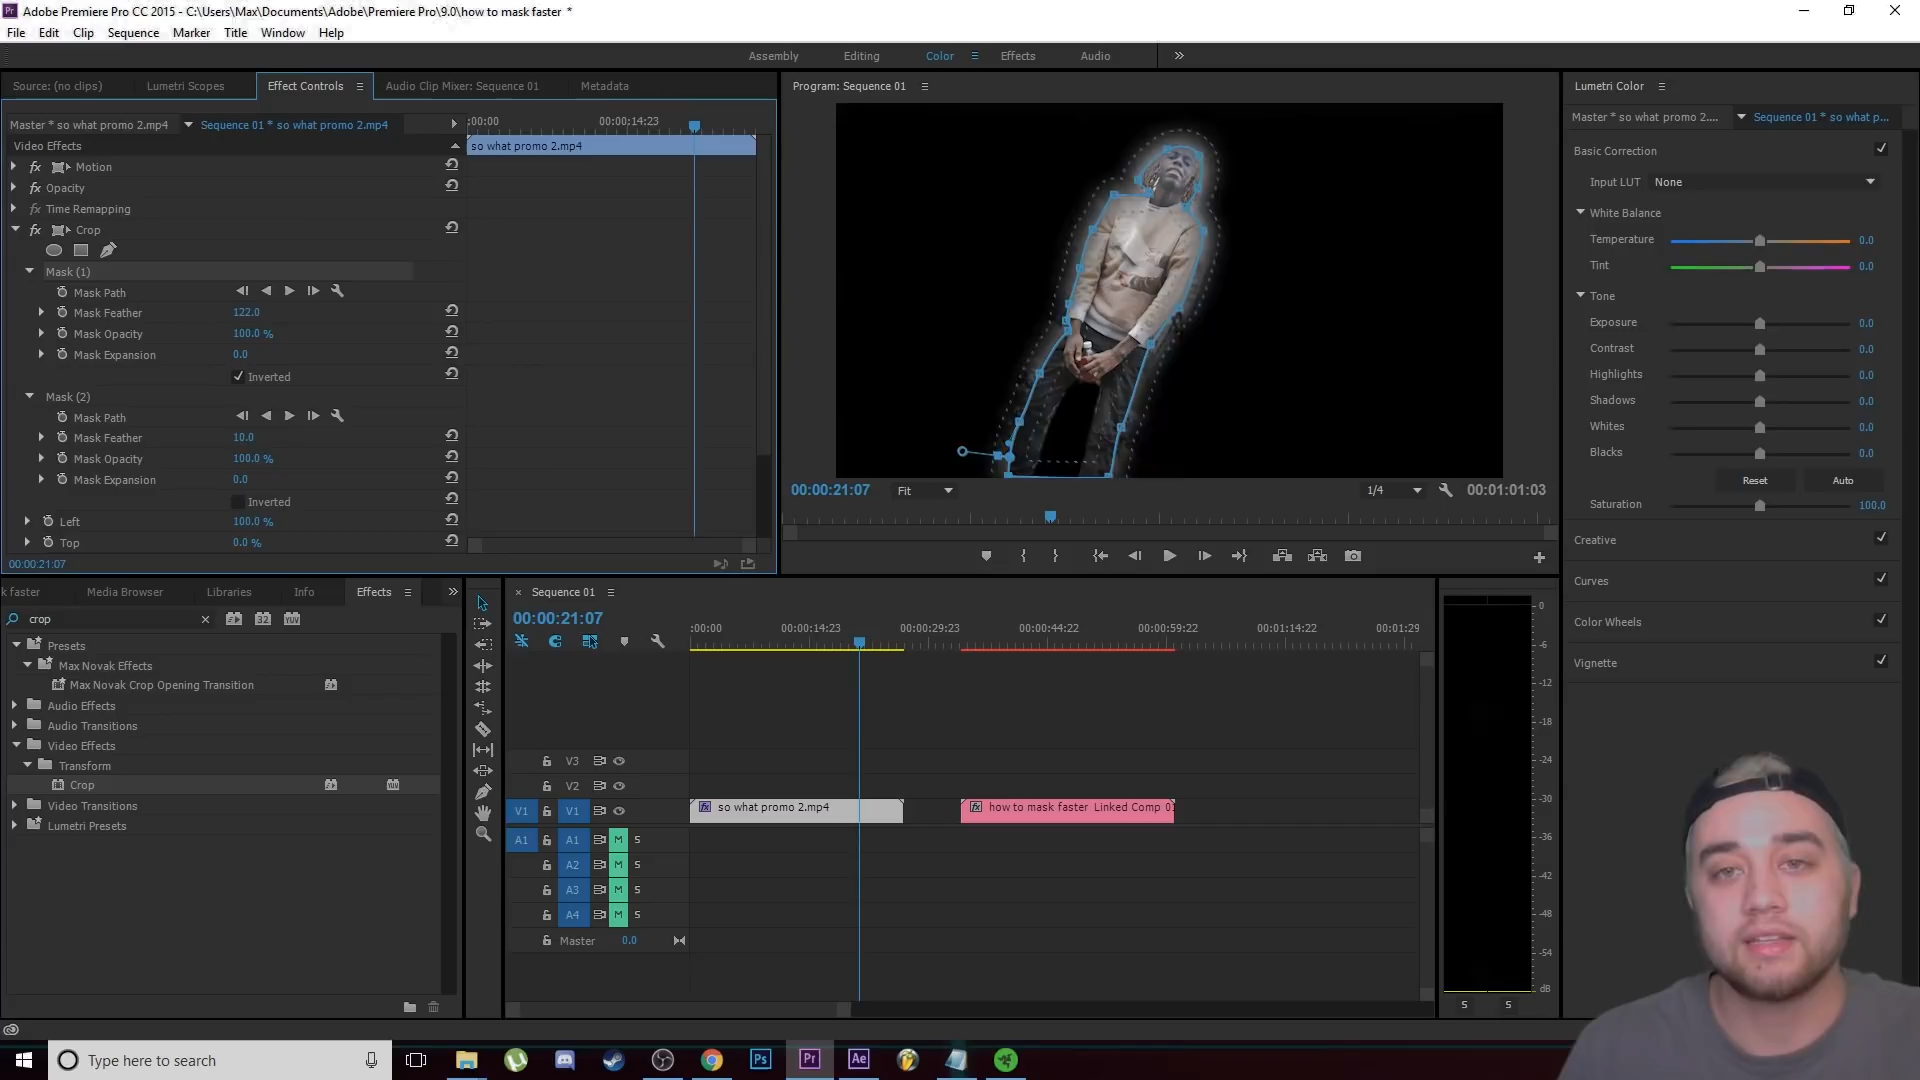 Adobe Premiere Pro CC 2015 - C:\Users\Max\Documents\Adobe\Premiere Pro\9.0\how to mask faster *
File Edit Clip Sequence Marker Title Window Help
Assembly Editing Color Effects Audio
Source: (no clips) Lumetri Scopes Effect Controls Audio Clip Mixer: Sequence 01 Metadata
Master * so what promo 2.mp4 Sequence 01 * so what promo 2.mp4 :00:00 00:00:14:23
Video Effects so what promo 2.mp4
fx Motion
fx Opacity
fx Time Remapping
fx Crop
Mask (1)
Mask Path
Mask Feather 122.0
Mask Opacity 100.0 %
Mask Expansion 0.0
Inverted
Mask (2)
Mask Path
Mask Feather 10.0
Mask Opacity 100.0 %
Mask Expansion 0.0
Inverted
Left 100.0 %
Top 0.0 %
00:00:21:07
Program: Sequence 01
00:00:21:07 Fit 1/4 00:01:01:03
Lumetri Color
Master * so what promo 2.... Sequence 01 * so what p...
Basic Correction
Input LUT None
White Balance
Temperature 0.0
Tint 0.0
Tone
Exposure 0.0
Contrast 0.0
Highlights 0.0
Shadows 0.0
Whites 0.0
Blacks 0.0
Reset Auto
Saturation 100.0
Creative
Curves
Color Wheels
Vignette
k faster Media Browser Libraries Info Effects
crop 32 YUV
Presets
Max Novak Effects
Max Novak Crop Opening Transition
Audio Effects
Audio Transitions
Video Effects
Transform
Crop
Video Transitions
Lumetri Presets
× Sequence 01
00:00:21:07
:00:00 00:00:14:23 00:00:29:23 00:00:44:22 00:00:59:22 00:01:14:22 00:01:29
V3
V2
V1 V1 fx so what promo 2.mp4 fx how to mask faster Linked Comp 01
A1 A1 M S
A2 M S
A3 M S
A4 M S
Master 0.0
0
-6
-12
-18
-24
-30
-36
-42
-48
-54
dB
S S
Type here to search Ps Pr Ae